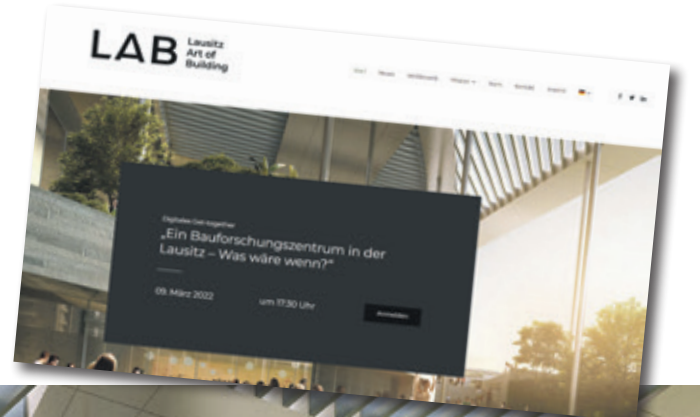 LAB
Lausitz
Art of
Building
Digitales Get-together
„Ein Bauforschungszentrum in der
Lausitz – Was wäre wenn?“
09. März 2022
um 17.30 Uhr
Anmelden